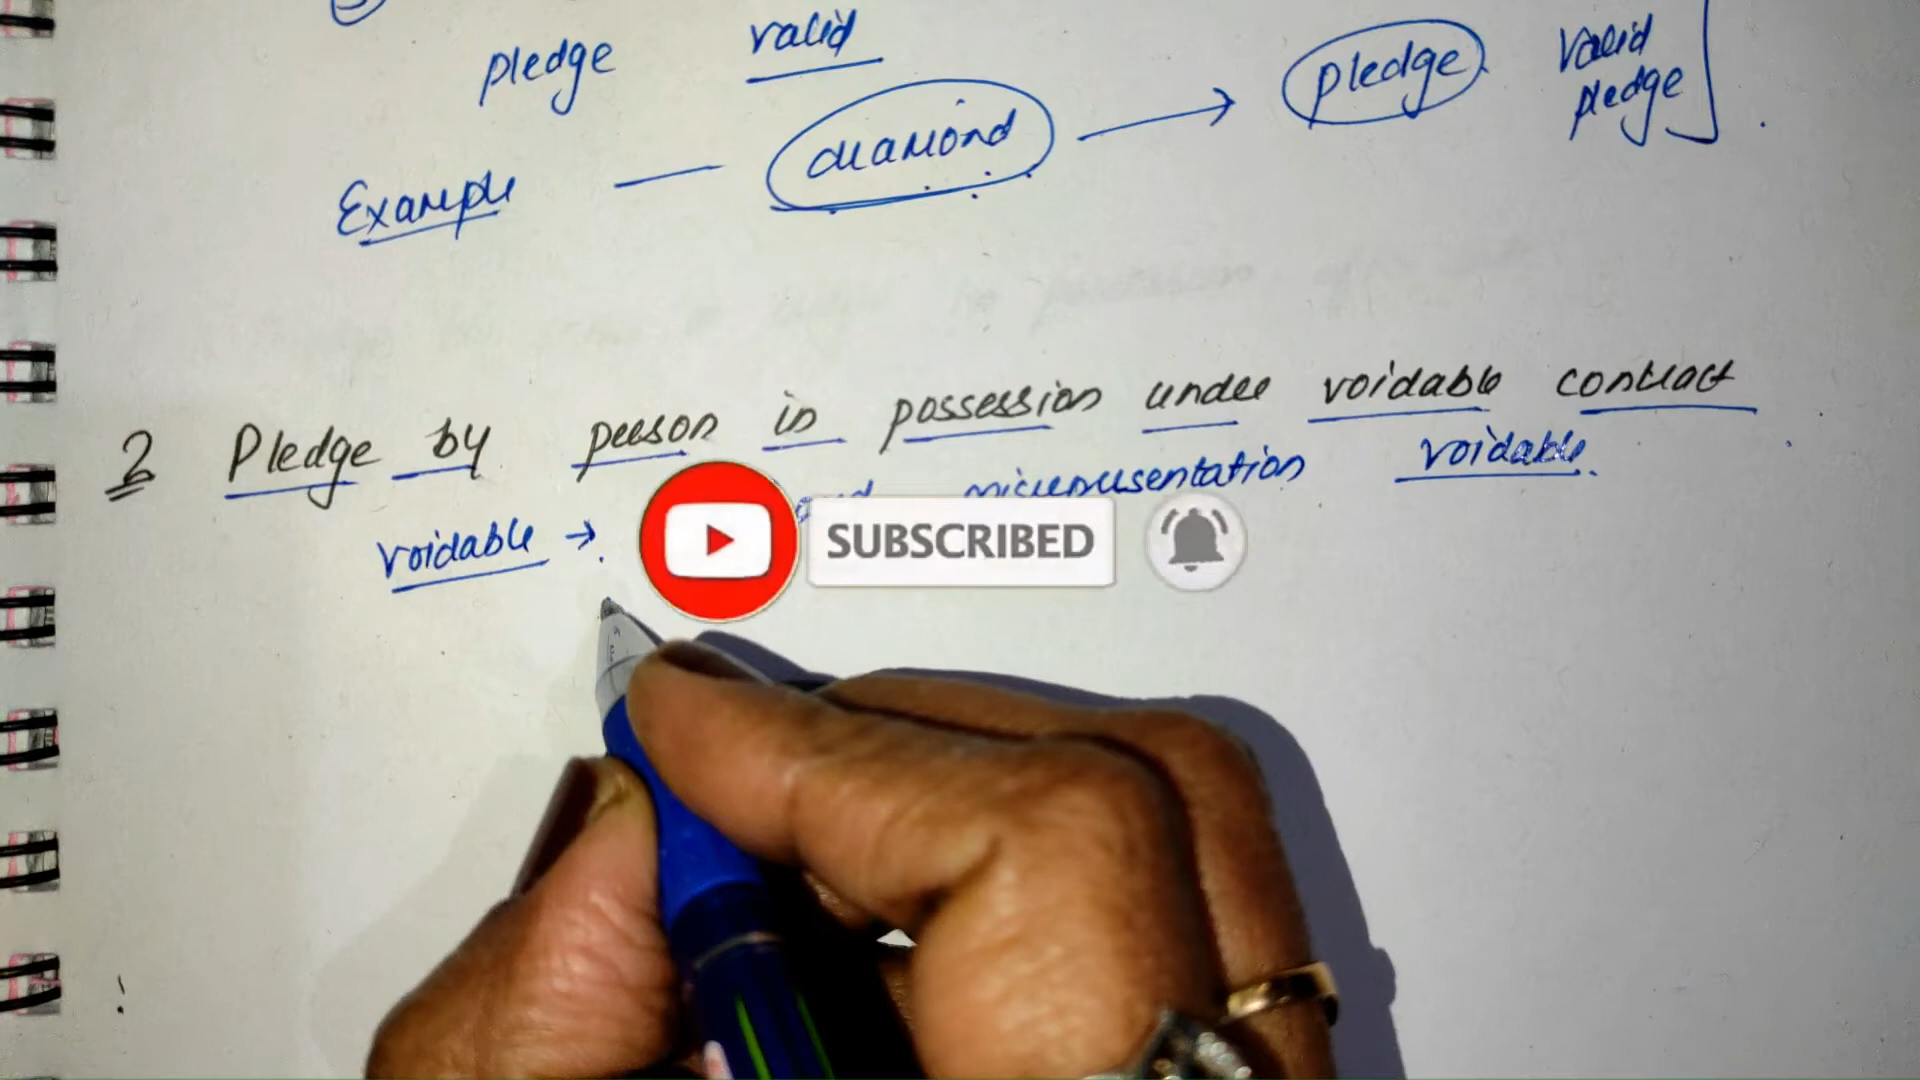 pledge valid
diamond → pledge. valid
pledge
Example —
2 Pledge by person in possession under voidable contract
misrepresentation voidable.
voidable →
SUBSCRIBED